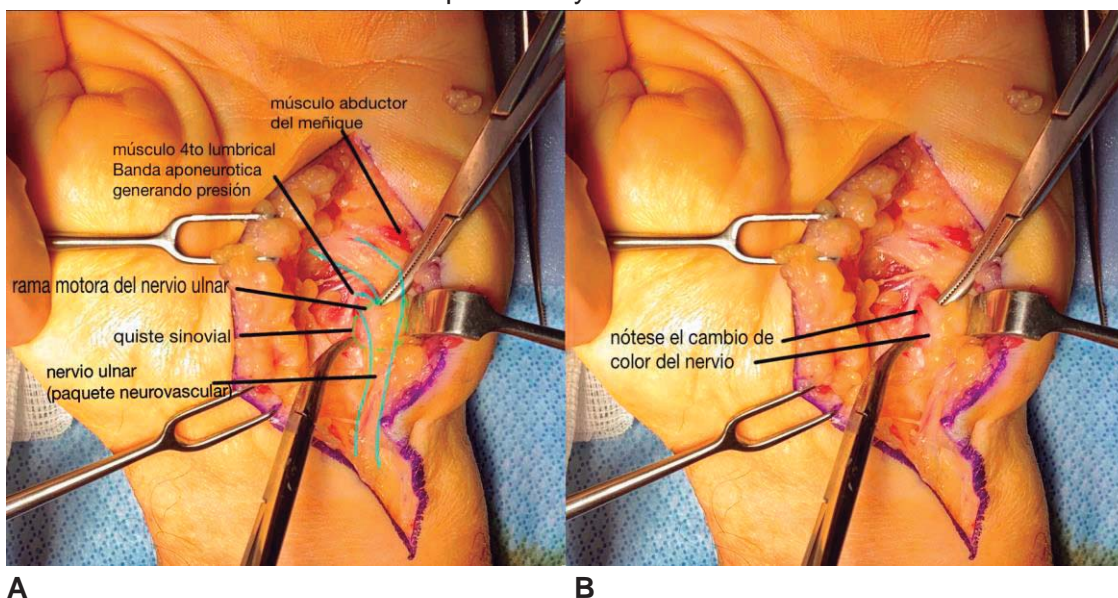 músculo abductor
del meñique
músculo 4to lumbrical
Banda aponeurotica
generando presión
rama motora del nervio ulnar
quiste sinovial
nervio ulnar
(paquete neurovascular)
nótese el cambio de
color del nervio
A
B